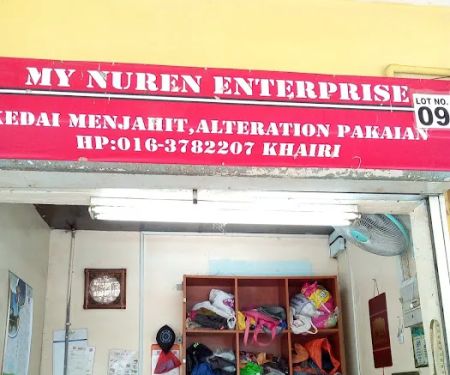 MY NUREN ENTERPRISE
LOT NO.
09
KEDAI MENJAHIT,ALTERATION PAKAIAN
HP:016-3782207 KHAIRI